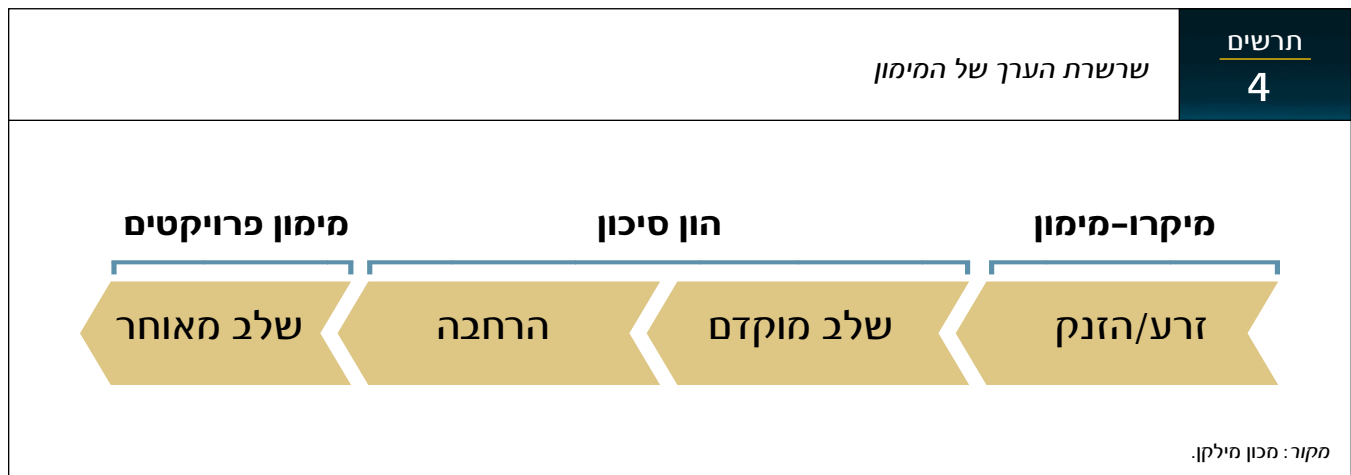 תרשים
4
שרשרת הערך של המימון
מיקרו-מימון
הון סיכון
מימון פרויקטים
זרע/הזנק
שלב מוקדם
הרחבה
שלב מאוחר
מקור: מכון מילקן.